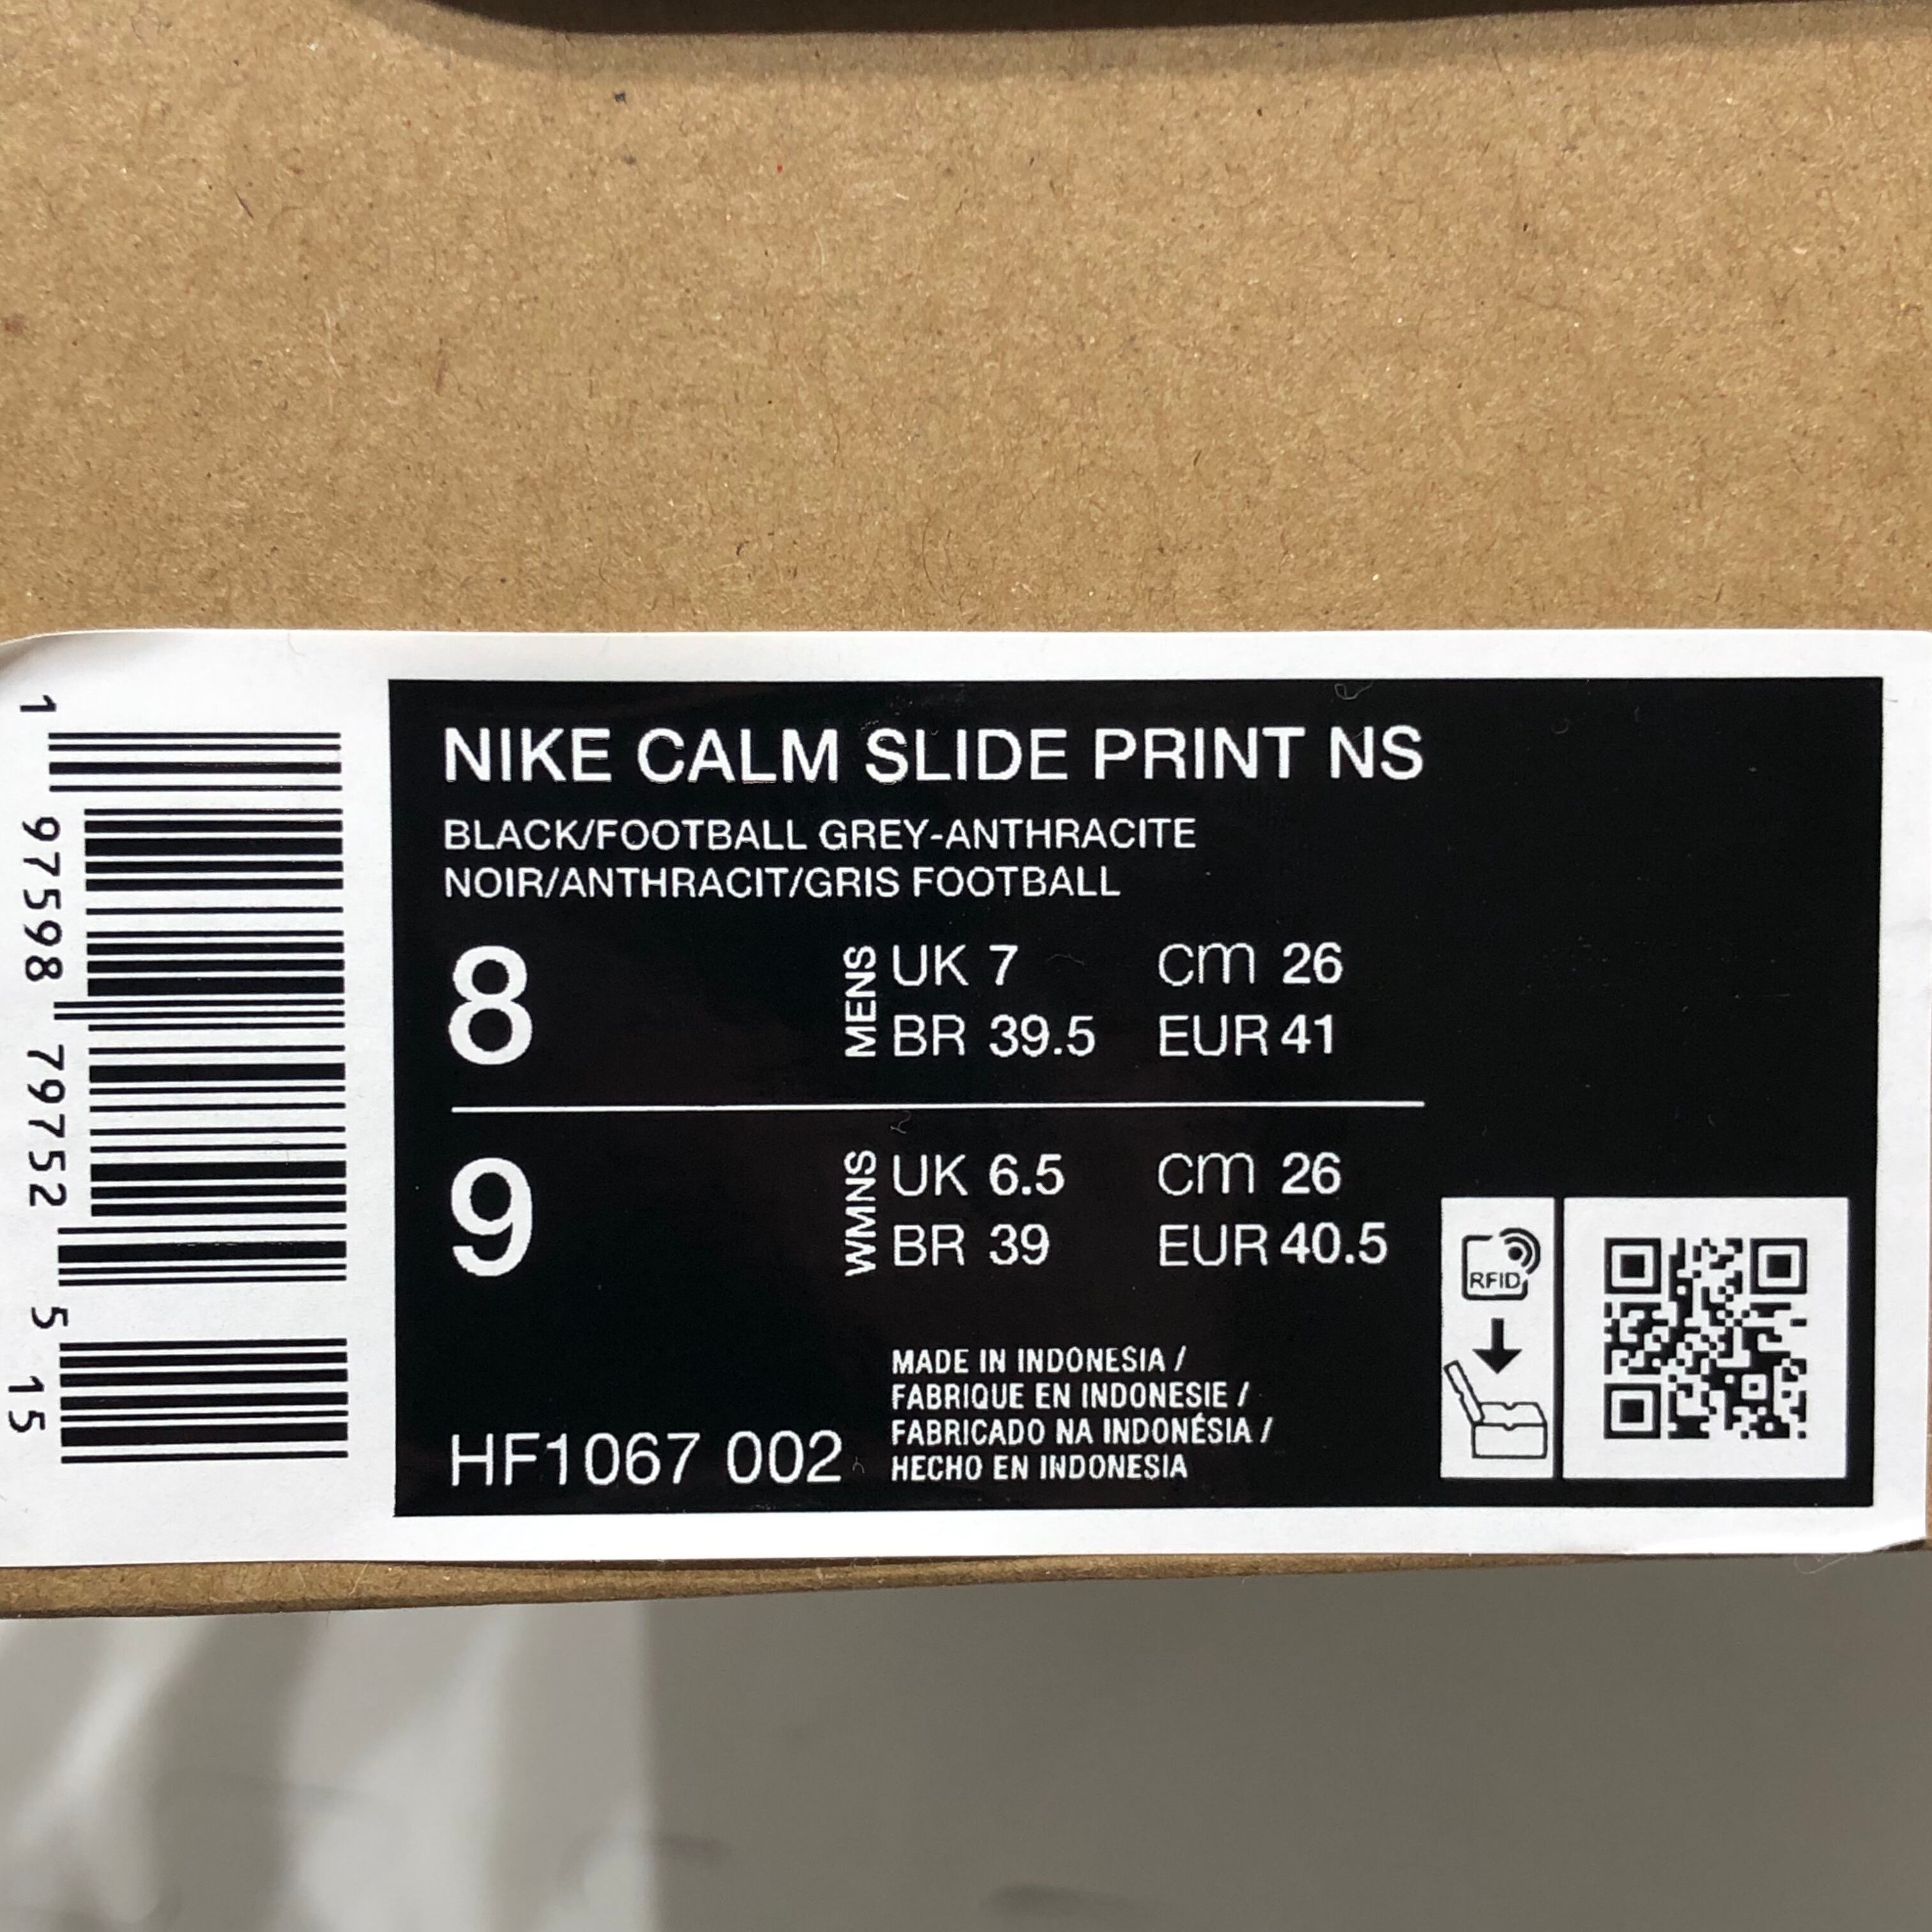 NIKE CALM SLIDE PRINT NS
BLACK/FOOTBALL GREY-ANTHRACITE
NOIR/ANTHRACIT/GRIS FOOTBALL
8
MENS
UK 7 cm 26
BR 39.5 EUR 41
9
WMNS
UK 6.5 cm 26
BR 39 EUR 40.5
HF1067 002
MADE IN INDONESIA /
FABRIQUE EN INDONESIE /
FABRICADO NA INDONÉSIA /
HECHO EN INDONESIA
RFID
1 97598 79752 5 15